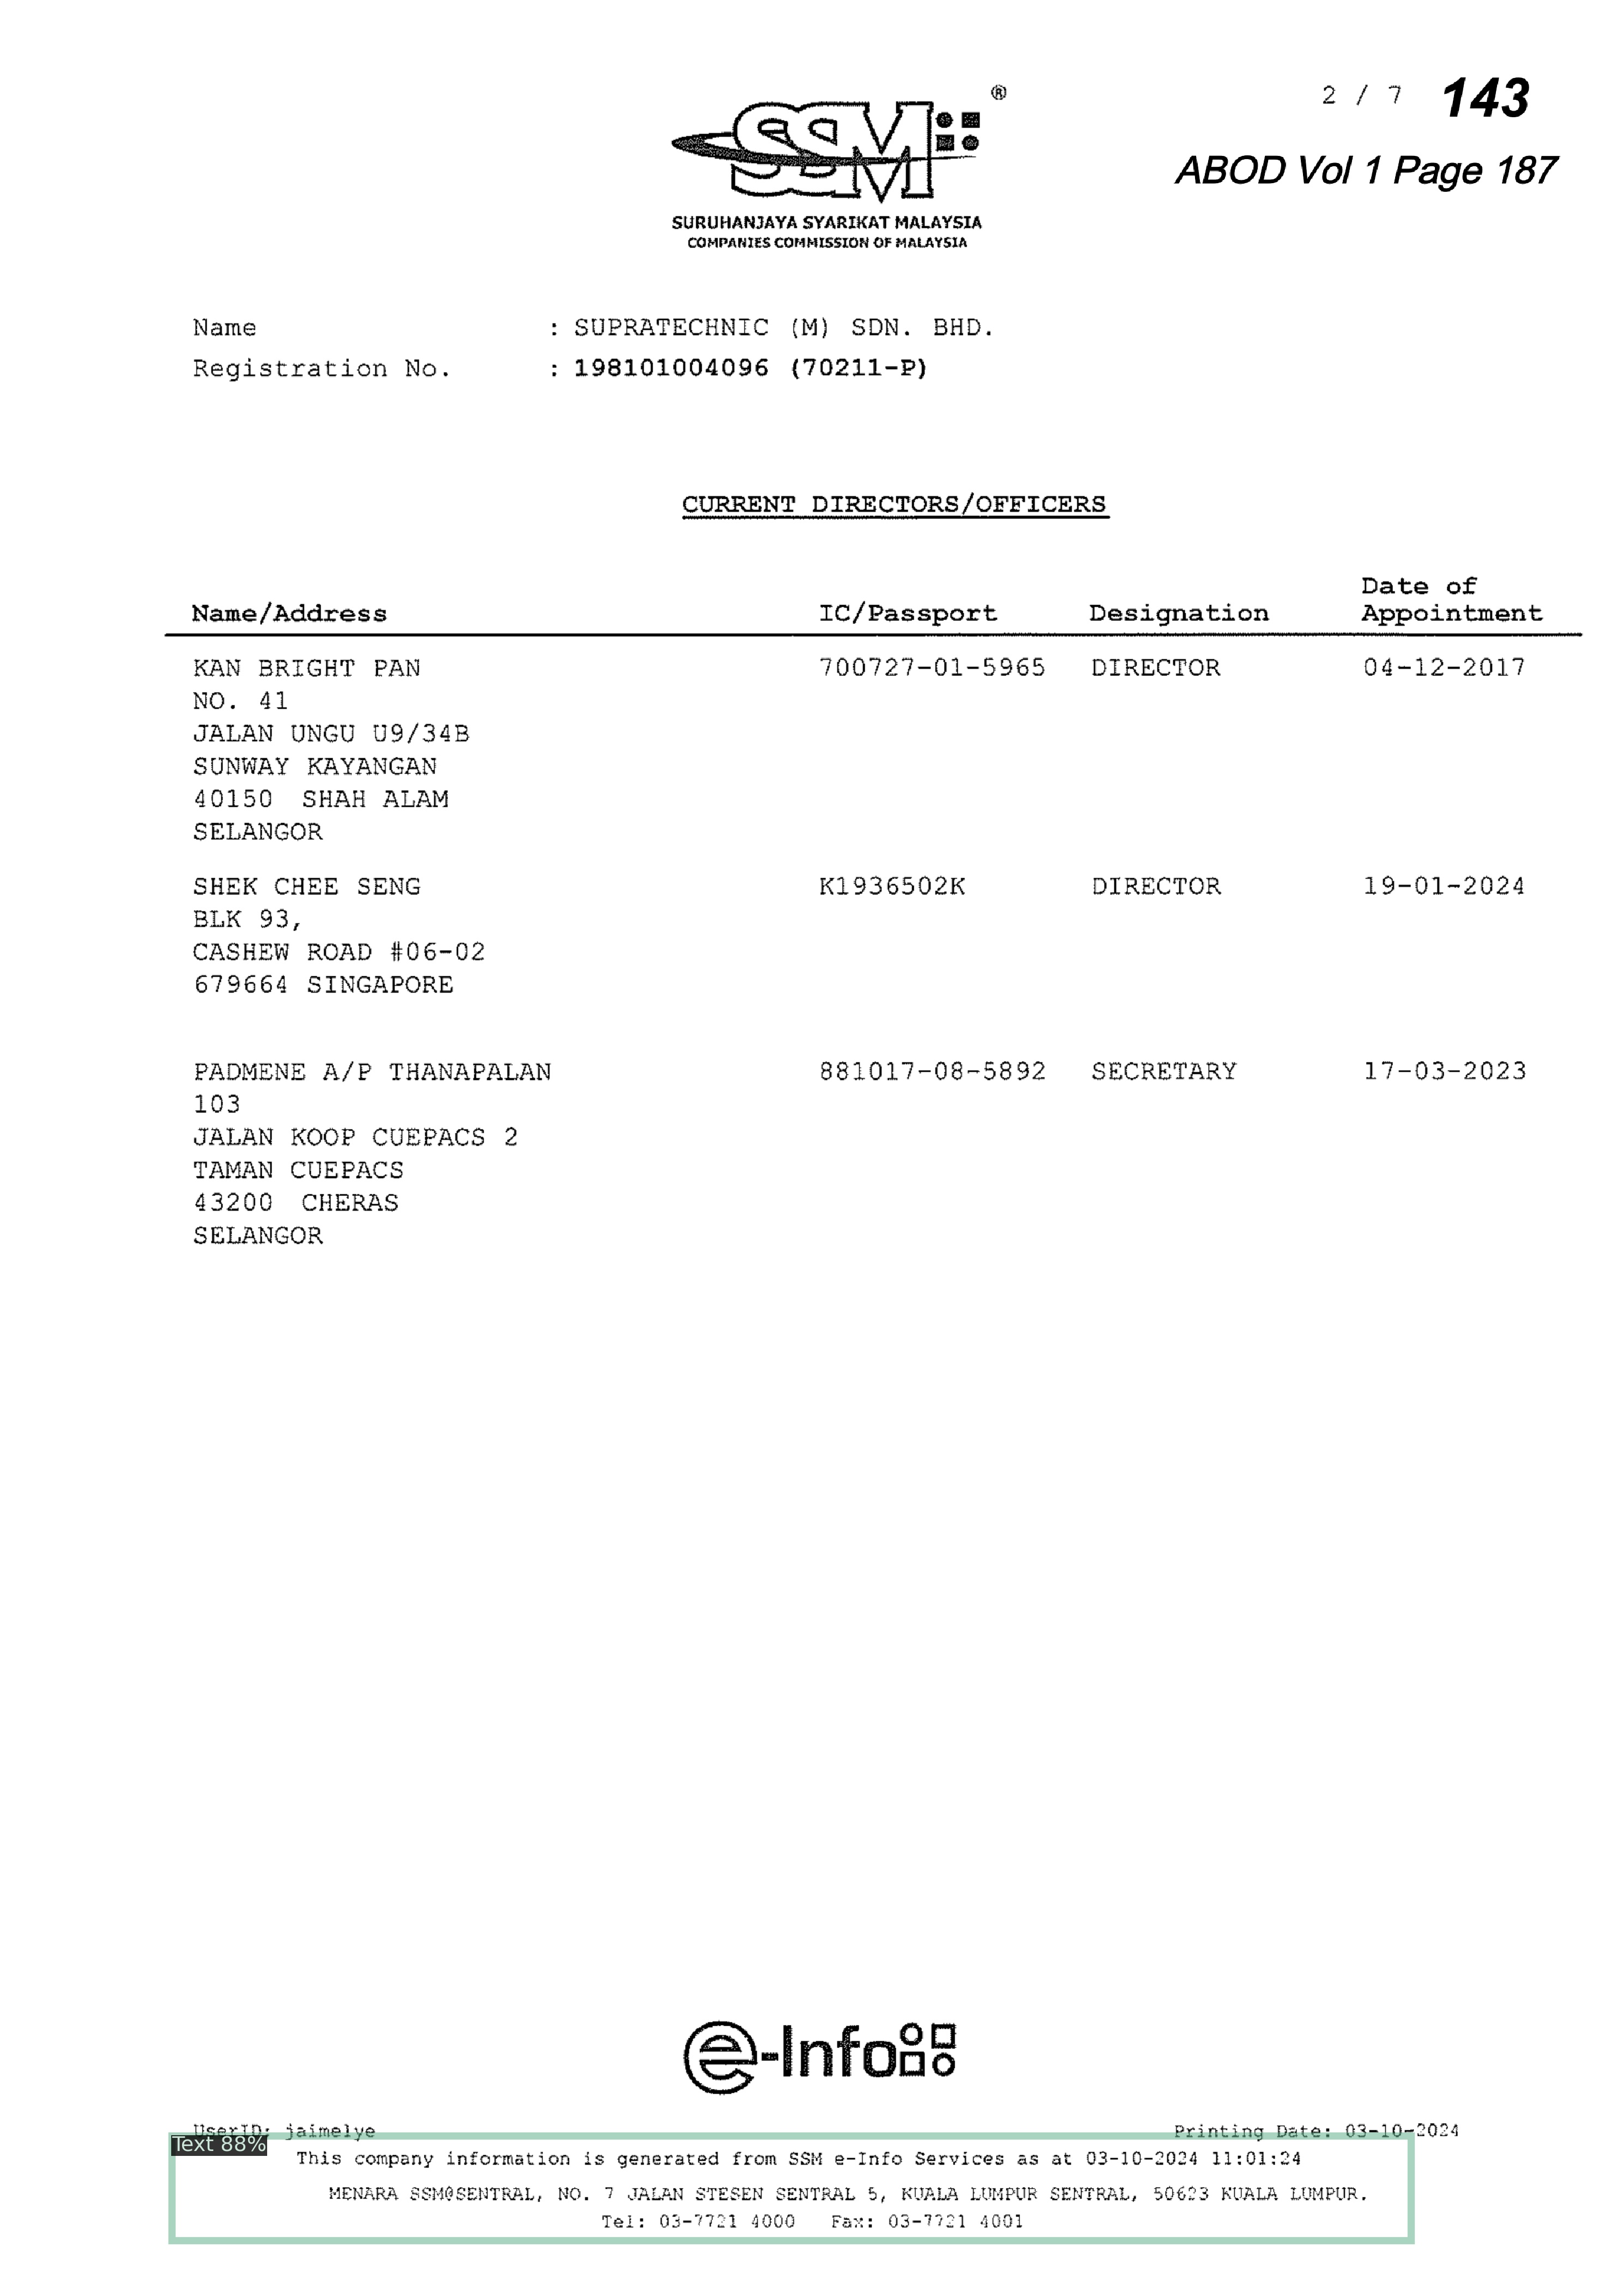 2 / 7 143
ABOD Vol 1 Page 187
SSM ®
SURUHANJAYA SYARIKAT MALAYSIA
COMPANIES COMMISSION OF MALAYSIA
Name : SUPRATECHNIC (M) SDN. BHD.
Registration No. : 198101004096 (70211-P)
CURRENT DIRECTORS/OFFICERS
Name/Address IC/Passport Designation Date of Appointment
KAN BRIGHT PAN 700727-01-5965 DIRECTOR 04-12-2017
NO. 41
JALAN UNGU U9/34B
SUNWAY KAYANGAN
40150 SHAH ALAM
SELANGOR
SHEK CHEE SENG K1936502K DIRECTOR 19-01-2024
BLK 93,
CASHEW ROAD #06-02
679664 SINGAPORE
PADMENE A/P THANAPALAN 881017-08-5892 SECRETARY 17-03-2023
103
JALAN KOOP CUEPACS 2
TAMAN CUEPACS
43200 CHERAS
SELANGOR
e-Info
UserID: jaimelye Printing Date: 03-10-2024
Text 88%
This company information is generated from SSM e-Info Services as at 03-10-2024 11:01:24
MENARA SSM@SENTRAL, NO. 7 JALAN STESEN SENTRAL 5, KUALA LUMPUR SENTRAL, 50623 KUALA LUMPUR.
Tel: 03-7721 4000 Fax: 03-7721 4001